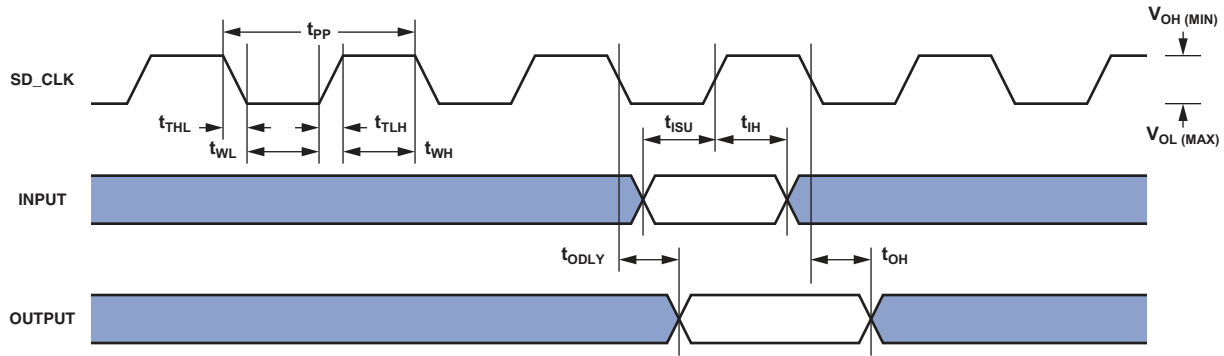 tPP
VOH (MIN)
SD_CLK
tTHL
tTLH
tISU
tIH
VOL (MAX)
tWL
tWH
INPUT
tODLY
tOH
OUTPUT